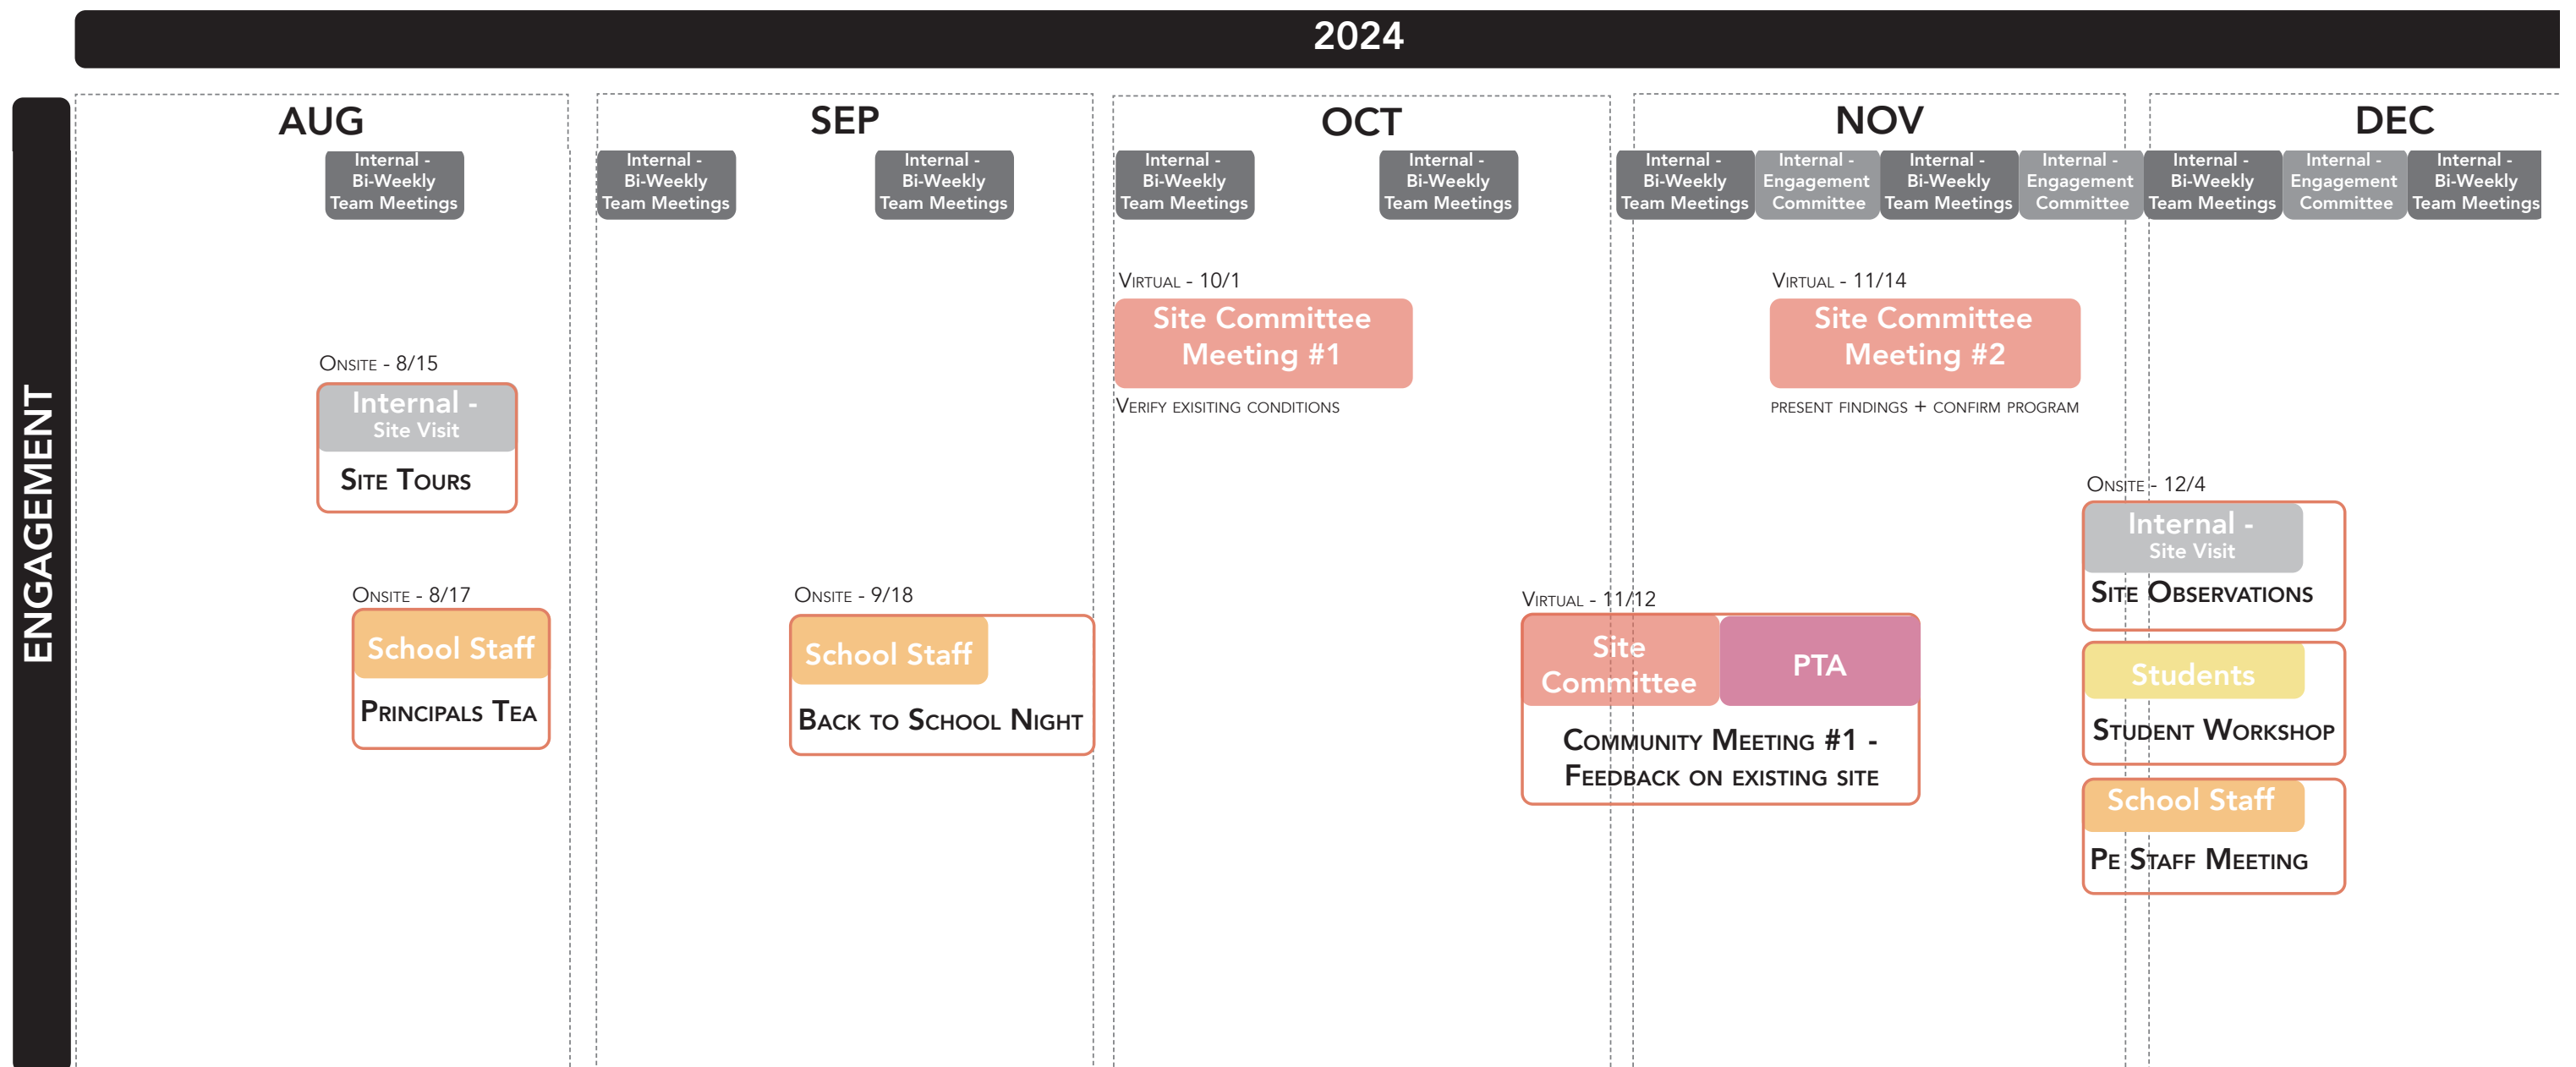 2024
ENGAGEMENT
AUG
SEP
OCT
NOV
DEC
Internal -
Bi-Weekly
Team Meetings
Internal -
Bi-Weekly
Team Meetings
Internal -
Bi-Weekly
Team Meetings
Internal -
Bi-Weekly
Team Meetings
Internal -
Bi-Weekly
Team Meetings
Internal -
Bi-Weekly
Team Meetings
Internal -
Engagement
Committee
Internal -
Bi-Weekly
Team Meetings
Internal -
Engagement
Committee
Internal -
Bi-Weekly
Team Meetings
Internal -
Engagement
Committee
Internal -
Bi-Weekly
Team Meetings
Onsite - 8/15
Internal -
Site Visit
Site Tours
Onsite - 8/17
School Staff
Principals Tea
Onsite - 9/18
School Staff
Back to School Night
Virtual - 10/1
Site Committee
Meeting #1
Verify exisiting conditions
Virtual - 11/12
Site
Committee
PTA
Community Meeting #1 -
Feedback on existing site
Virtual - 11/14
Site Committee
Meeting #2
present findings + confirm program
Onsite - 12/4
Internal -
Site Visit
Site Observations
Students
Student Workshop
School Staff
Pe Staff Meeting